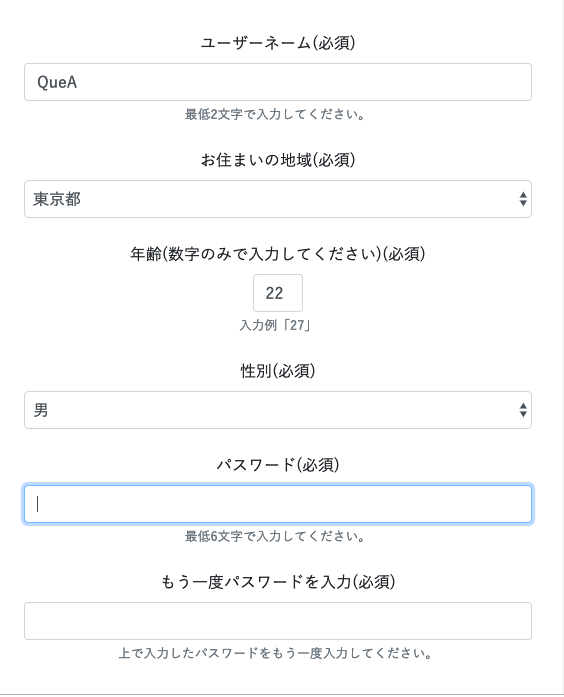 ユーザーネーム(必須)
QueA
最低2文字で入力してください。
お住まいの地域(必須)
東京都
年齢(数字のみで入力してください)(必須)
22
入力例「27」
性別(必須)
男
パスワード(必須)
最低6文字で入力してください。
もう一度パスワードを入力(必須)
上で入力したパスワードをもう一度入力してください。